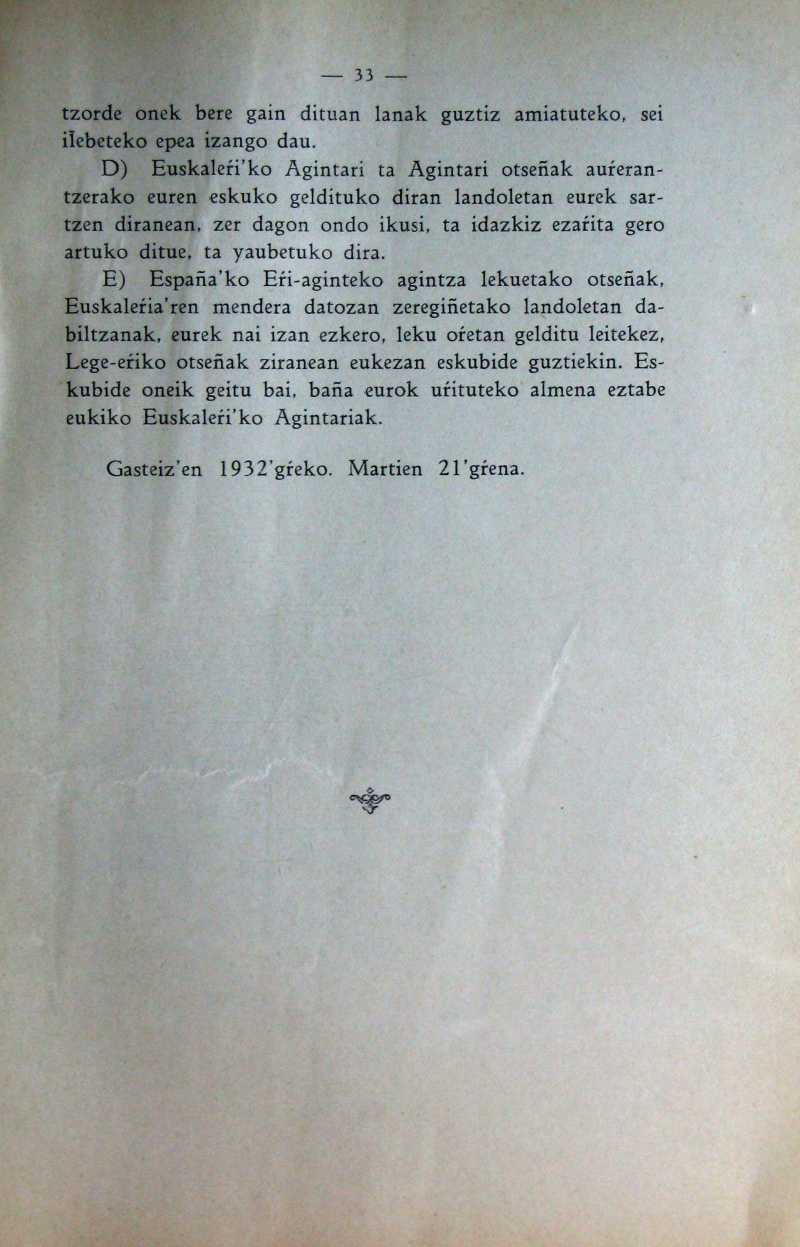 — 33 —
tzorde onek bere gain dituan lanak guztiz amiatuteko, sei
ilebeteko epea izango dau.
D) Euskaleŕi'ko Agintari ta Agintari otseñak auŕeran-
tzerako euren eskuko geldituko diran landoletan eurek sar-
tzen diranean, zer dagon ondo ikusi, ta idazkiz ezaŕita gero
artuko ditue, ta yaubetuko dira.
E) España'ko Eŕi-aginteko agintza lekuetako otseñak,
Euskaleŕia'ren mendera datozan zeregiñetako landoletan da-
biltzanak, eurek nai izan ezkero, leku oŕetan gelditu leitekez,
Lege-eŕiko otseñak ziranean eukezan eskubide guztiekin. Es-
kubide oneik geitu bai, baña eurok uŕituteko almena eztabe
eukiko Euskaleŕi'ko Agintariak.
Gasteiz'en 1932'gŕeko. Martien 21'gŕena.